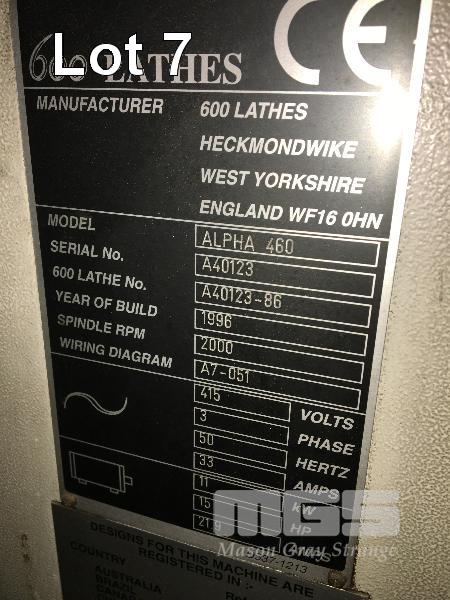 Lot 7
600 LATHES
CE
MANUFACTURER 600 LATHES
HECKMONDWIKE
WEST YORKSHIRE
ENGLAND WF16 0HN
MODEL ALPHA 460
SERIAL No. A40123
600 LATHE No. A40123-86
YEAR OF BUILD 1996
SPINDLE RPM 2000
WIRING DIAGRAM A7-051
415 VOLTS
3 PHASE
50 HERTZ
33 AMPS
11 kW
15 HP
21.9
MGS
Mason Gray Strange
DESIGNS FOR THIS MACHINE ARE
REGISTERED IN :-
COUNTRY
AUSTRALIA
BRAZIL